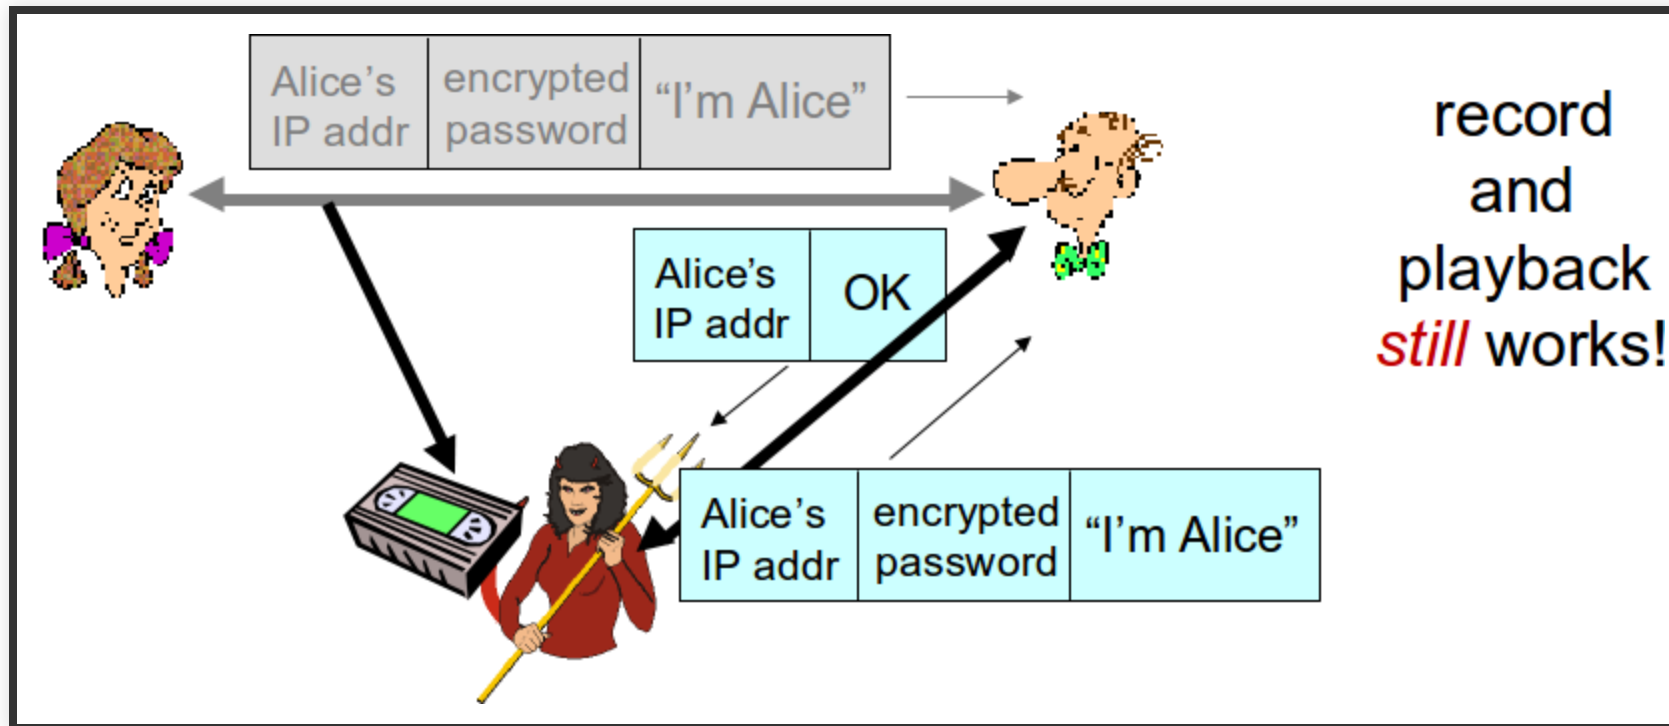 Alice's
IP addr
encrypted
password
“I'm Alice”
record
and
playback
still works!
Alice's
IP addr
OK
Alice's
IP addr
encrypted
password
“I'm Alice”